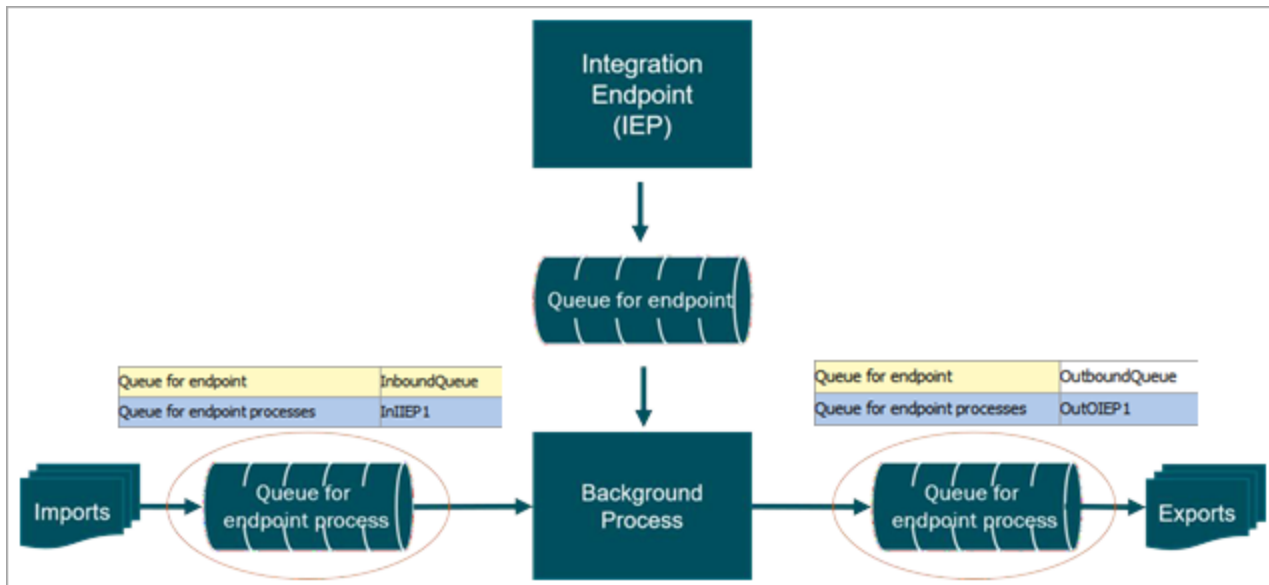 Integration
Endpoint
(IEP)
Queue for endpoint
Queue for endpoint InboundQueue
Queue for endpoint processes InIIEP1
Queue for endpoint OutboundQueue
Queue for endpoint processes OutOIEP1
Imports
Queue for
endpoint process
Background
Process
Queue for
endpoint process
Exports